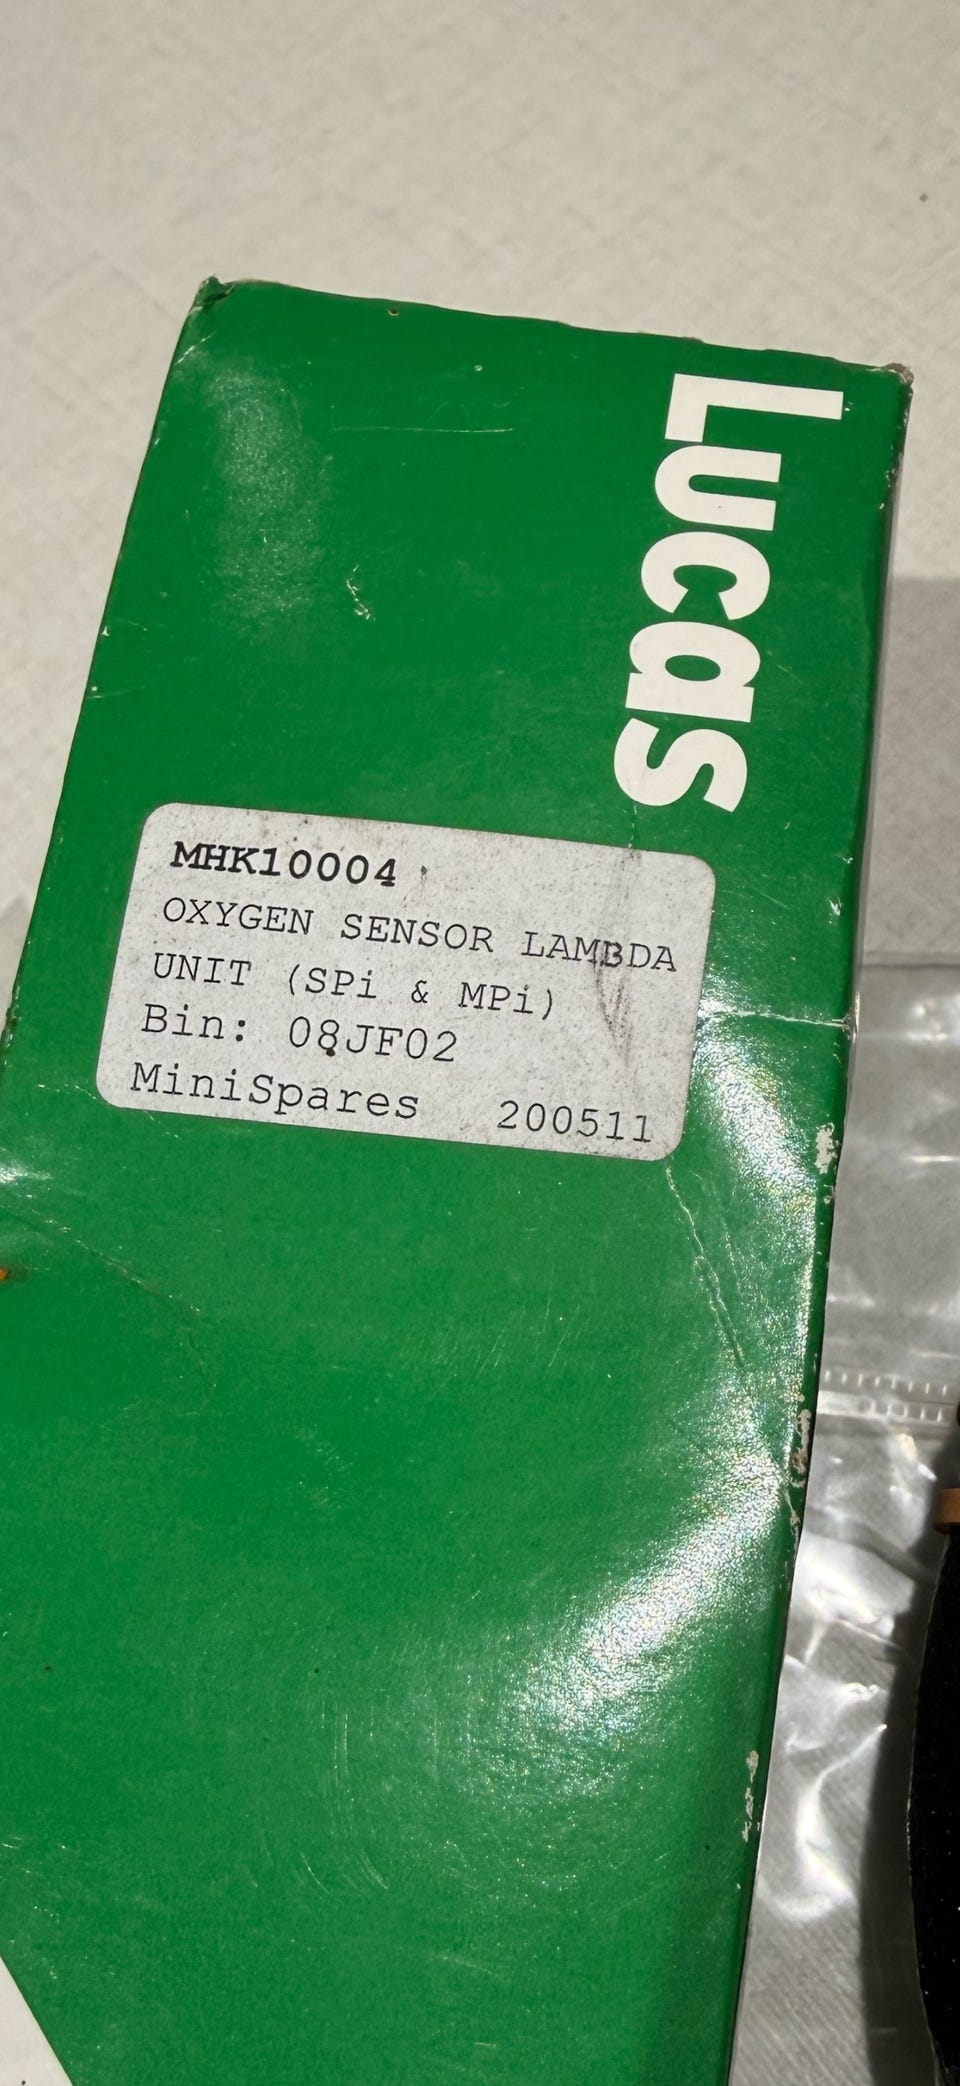 Lucas
MHK10004
OXYGEN SENSOR LAMBDA
UNIT (SPi & MPi)
Bin: 08JF02
MiniSpares 200511